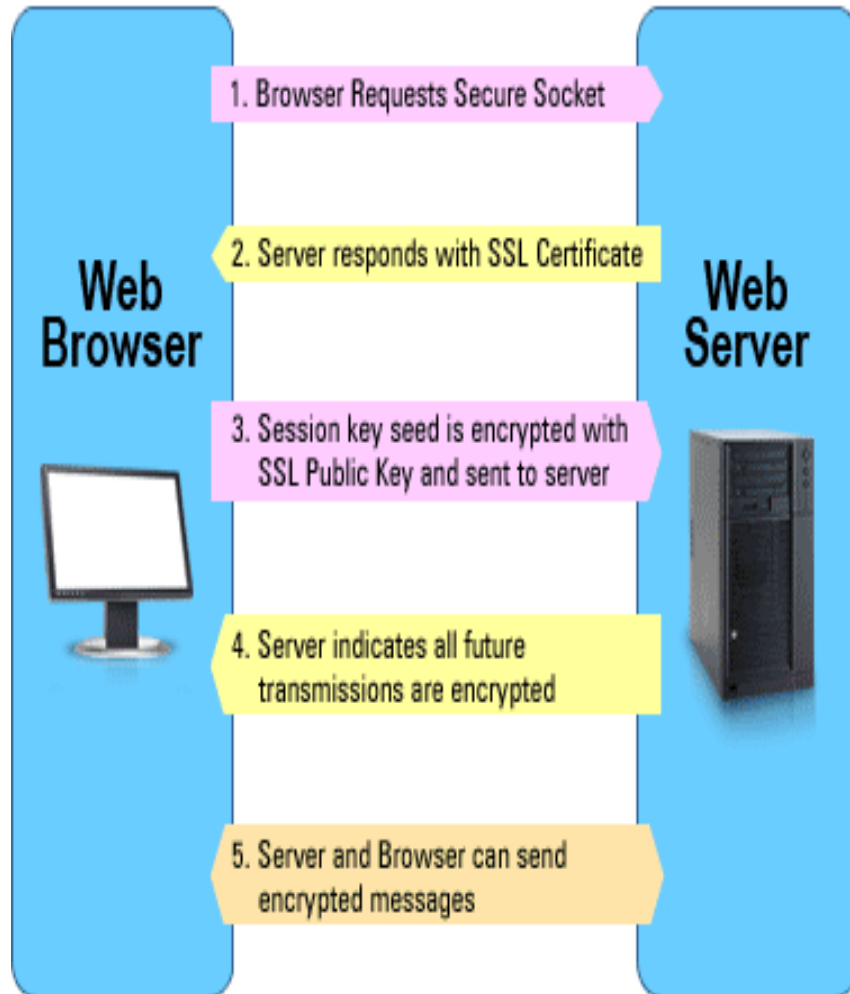 1. Browser Requests Secure Socket
2. Server responds with SSL Certificate
Web
Browser
Web
Server
3. Session key seed is encrypted with
SSL Public Key and sent to server
4. Server indicates all future
transmissions are encrypted
5. Server and Browser can send
encrypted messages